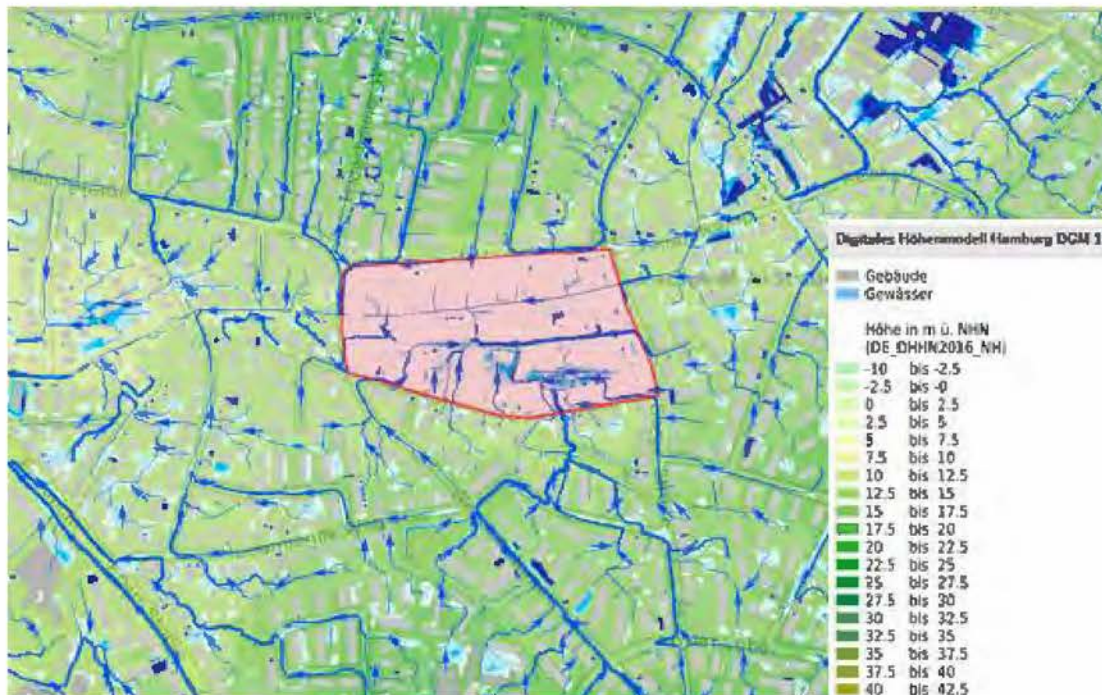 Digitales Höhenmodell Hamburg DGM 1
Gebäude
Gewässer
Höhe in m ü. NHN
(DE_DHHN2016_NH)
-10 bis -2.5
-2.5 bis -0
0 bis 2.5
2.5 bis 5
5 bis 7.5
7.5 bis 10
10 bis 12.5
12.5 bis 15
15 bis 17.5
17.5 bis 20
20 bis 22.5
22.5 bis 25
25 bis 27.5
27.5 bis 30
30 bis 32.5
32.5 bis 35
35 bis 37.5
37.5 bis 40
40 bis 42.5